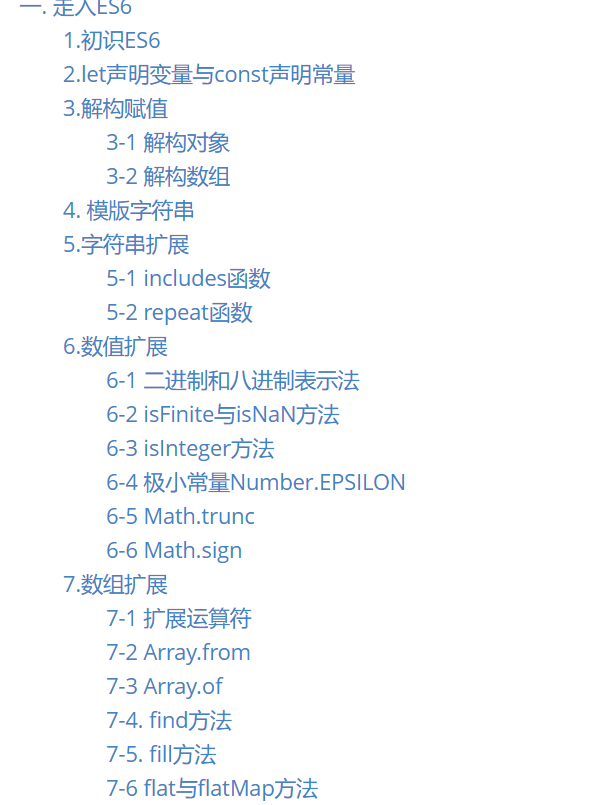 一. 走入ES6
1.初识ES6
2.let声明变量与const声明常量
3.解构赋值
3-1 解构对象
3-2 解构数组
4. 模版字符串
5.字符串扩展
5-1 includes函数
5-2 repeat函数
6.数值扩展
6-1 二进制和八进制表示法
6-2 isFinite与isNaN方法
6-3 isInteger方法
6-4 极小常量Number.EPSILON
6-5 Math.trunc
6-6 Math.sign
7.数组扩展
7-1 扩展运算符
7-2 Array.from
7-3 Array.of
7-4. find方法
7-5. fill方法
7-6 flat与flatMap方法